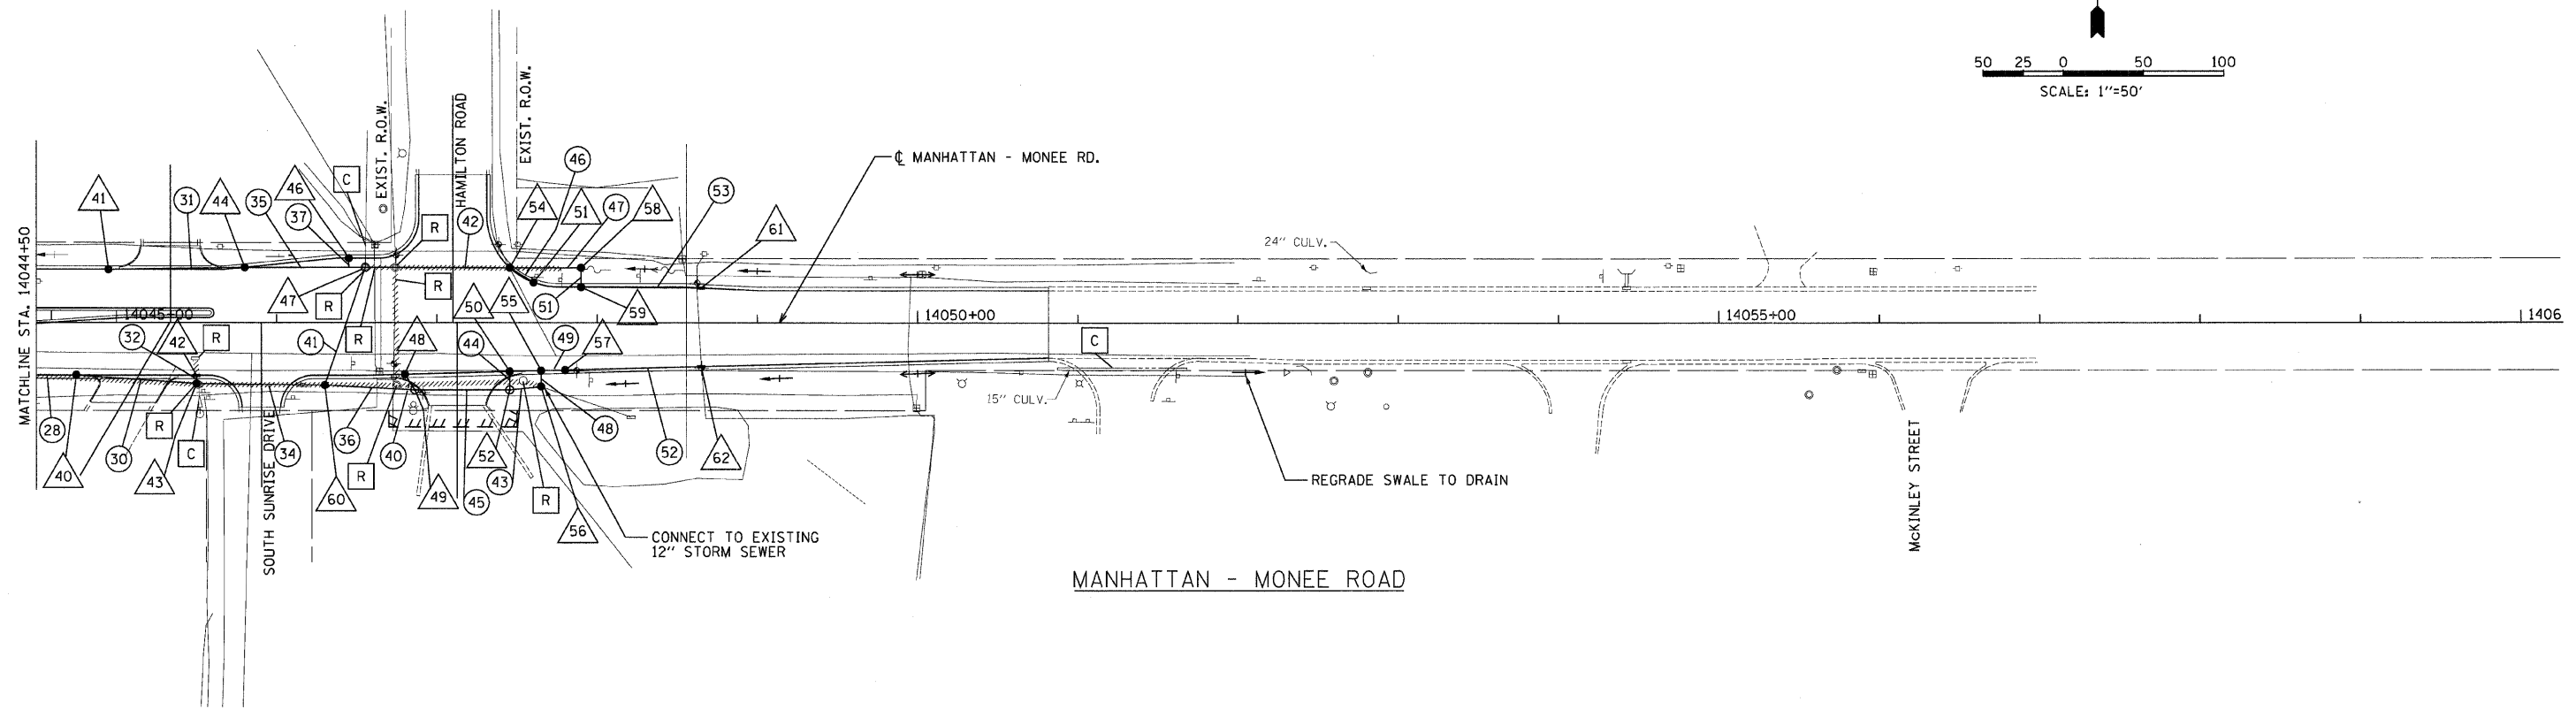 50 25 0 50 100
SCALE: 1"=50'
MATCHLINE STA. 14044+50
EXIST. R.O.W.
HAMILTON ROAD
EXIST. R.O.W.
℄ MANHATTAN - MONEE RD.
41
31
44
35
46
37
C
R
42
54
46
51
47
58
53
61
24" CULV.
47
R
R
50
55
51
59
14045+00
14050+00
14055+00
1406
32
42
R
41
R
48
44
49
57
C
15" CULV.
28
40
30
43
R
C
34
60
36
R
40
49
45
52
43
R
56
48
52
62
SOUTH SUNRISE DRIVE
REGRADE SWALE TO DRAIN
McKINLEY STREET
CONNECT TO EXISTING
12" STORM SEWER
MANHATTAN - MONEE ROAD